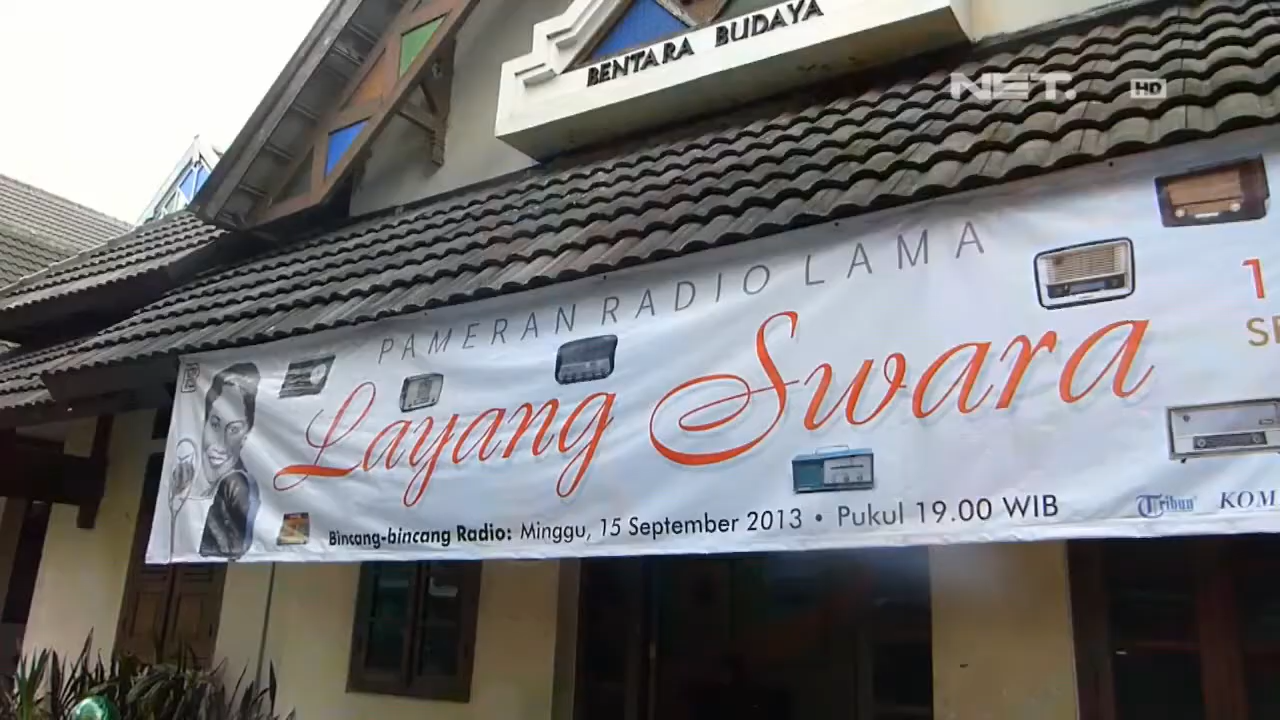 BENTARA BUDAYA
NET. HD
PAMERAN RADIO LAMA
Layang Swara
Bincang-bincang Radio: Minggu, 15 September 2013 • Pukul 19.00 WIB
Tribun